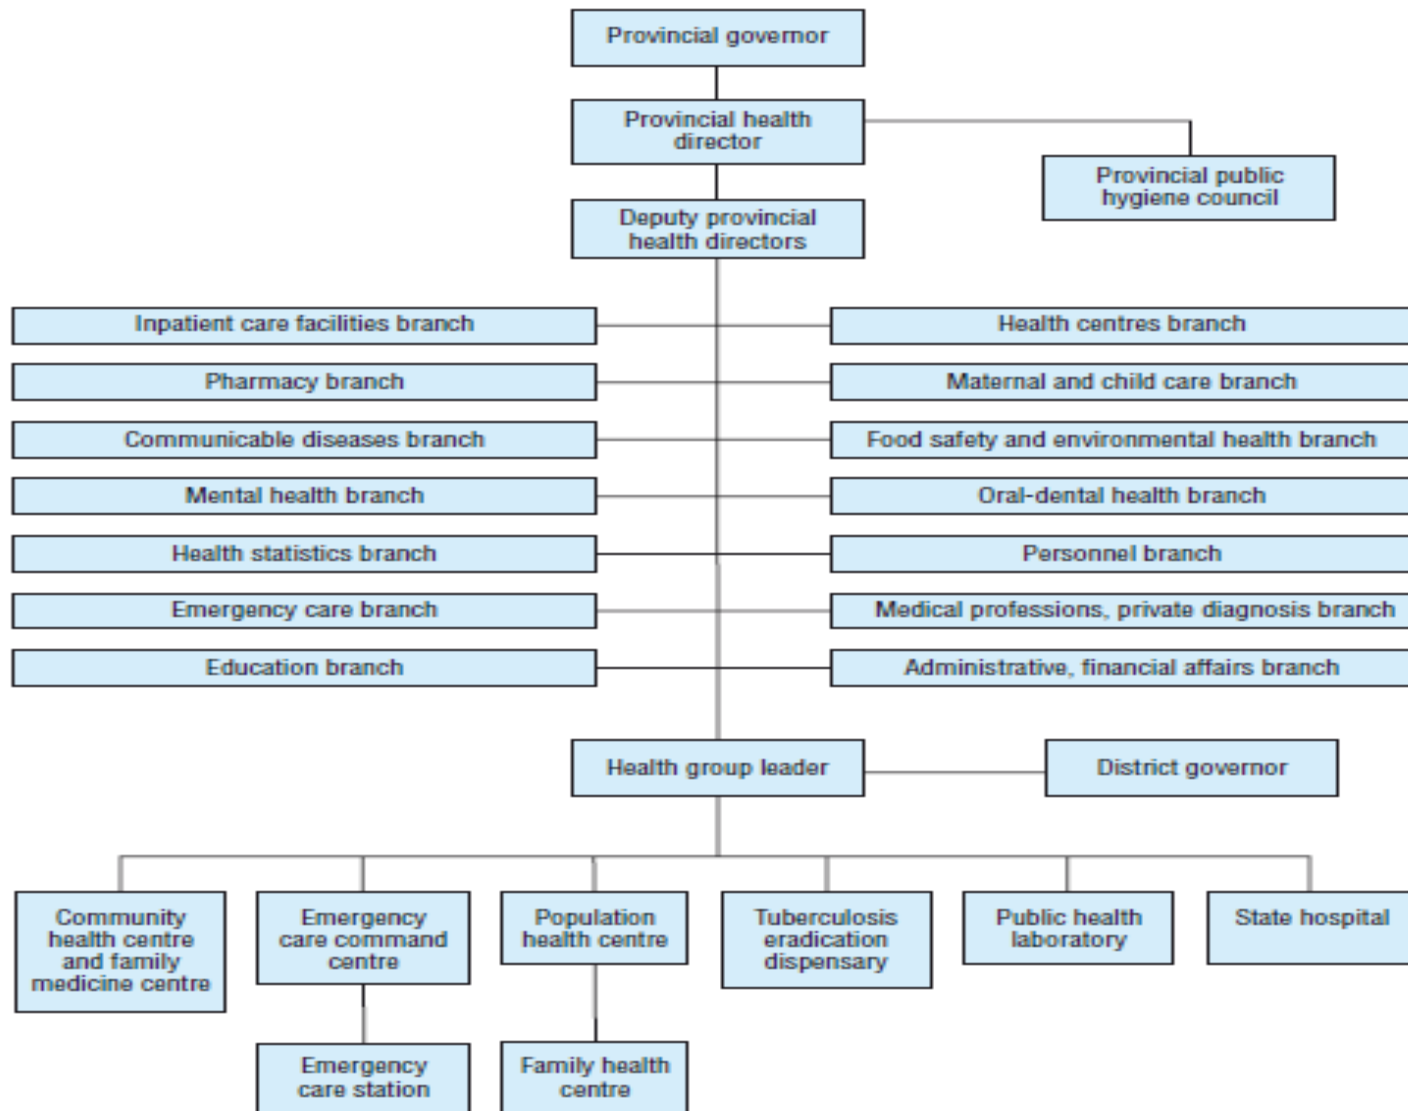 Provincial governor
Provincial health
director
Provincial public
hygiene council
Deputy provincial
health directors
Inpatient care facilities branch
Health centres branch
Pharmacy branch
Maternal and child care branch
Communicable diseases branch
Food safety and environmental health branch
Mental health branch
Oral-dental health branch
Health statistics branch
Personnel branch
Emergency care branch
Medical professions, private diagnosis branch
Education branch
Administrative, financial affairs branch
Health group leader
District governor
Community
health centre
and family
medicine centre
Emergency
care command
centre
Population
health centre
Tuberculosis
eradication
dispensary
Public health
laboratory
State hospital
Emergency
care station
Family health
centre